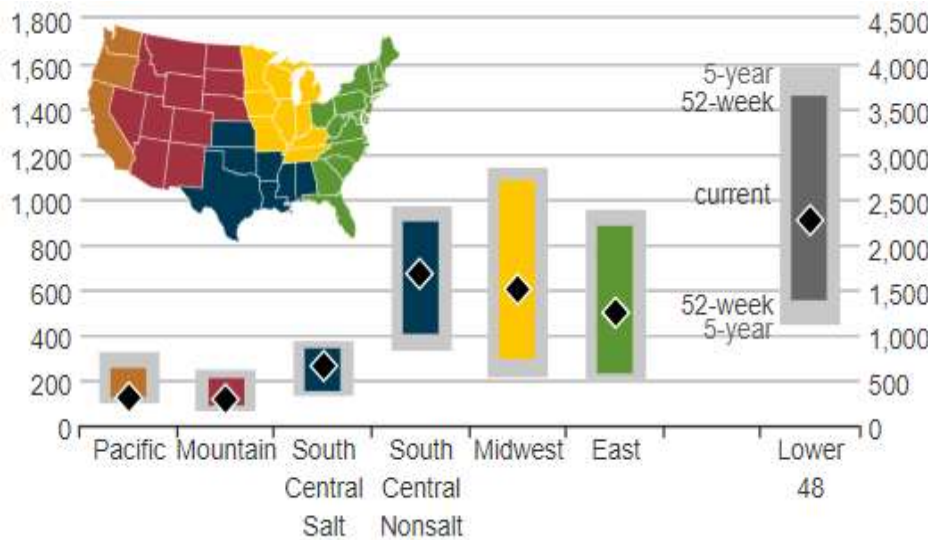 1,800
1,600
1,400
1,200
1,000
800
600
400
200
0
4,500
4,000
3,500
3,000
2,500
2,000
1,500
1,000
500
0
5-year
52-week
current
52-week
5-year
Pacific
Mountain
South
Central
Salt
South
Central
Nonsalt
Midwest
East
Lower
48